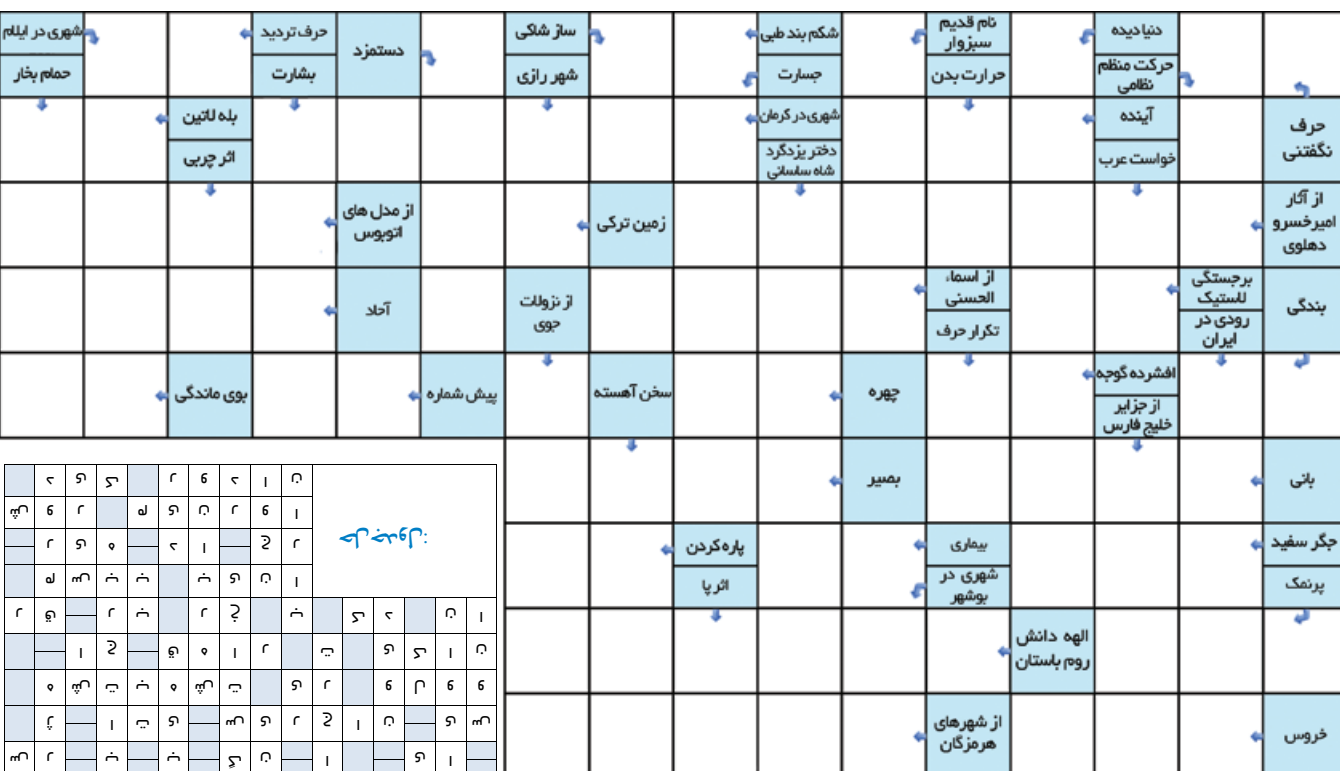 دنیا دیده
حرکت منظم
نظامی
نام قدیم
سبزوار
حرارت بدن
شکم بند طبی
جسارت
ساز شاکی
شهر رازی
دستمزد
حرف تردید
بشارت
شهری در ایلام
حمام بخار
حرف
نگفتنی
آینده
خواست عرب
شهری در کرمان
دختر یزدگرد
شاه ساسانی
بله لاتین
اثر چربی
از آثار
امیرخسرو
دهلوی
زمین ترکی
از مدل های
اتوبوس
بندگی
برجستگی
لاستیک
رودی در
ایران
از اسماء
الحسنی
تکرار حرف
از نزولات
جوی
آحاد
افشرده گوجه
از جزایر
خلیج فارس
چهره
سخن آهسته
پیش شماره
بوی ماندگی
بانی
بصیر
جگر سفید
پرنمک
بیماری
شهری در
بوشهر
پاره کردن
اثر پا
الهه دانش
روم باستان
خروس
از شهرهای
هرمزگان
حل جدول:
س ر ب ب گ ن ا ی ا
ژ ا ت ی س ی ر ج ا ن ی س
ه ش ت ب ه ش ت ی ر و ل و و
ا ج ق ه ا ر ت ی ک ا ن
ر ق ر ب ر خ ب ک د ن ا
م س ب ب ب ی ن ا
ر ی ه د ا ج ر
ش و ر م ی ن ر و ا
د ی ک ر و د ا ن